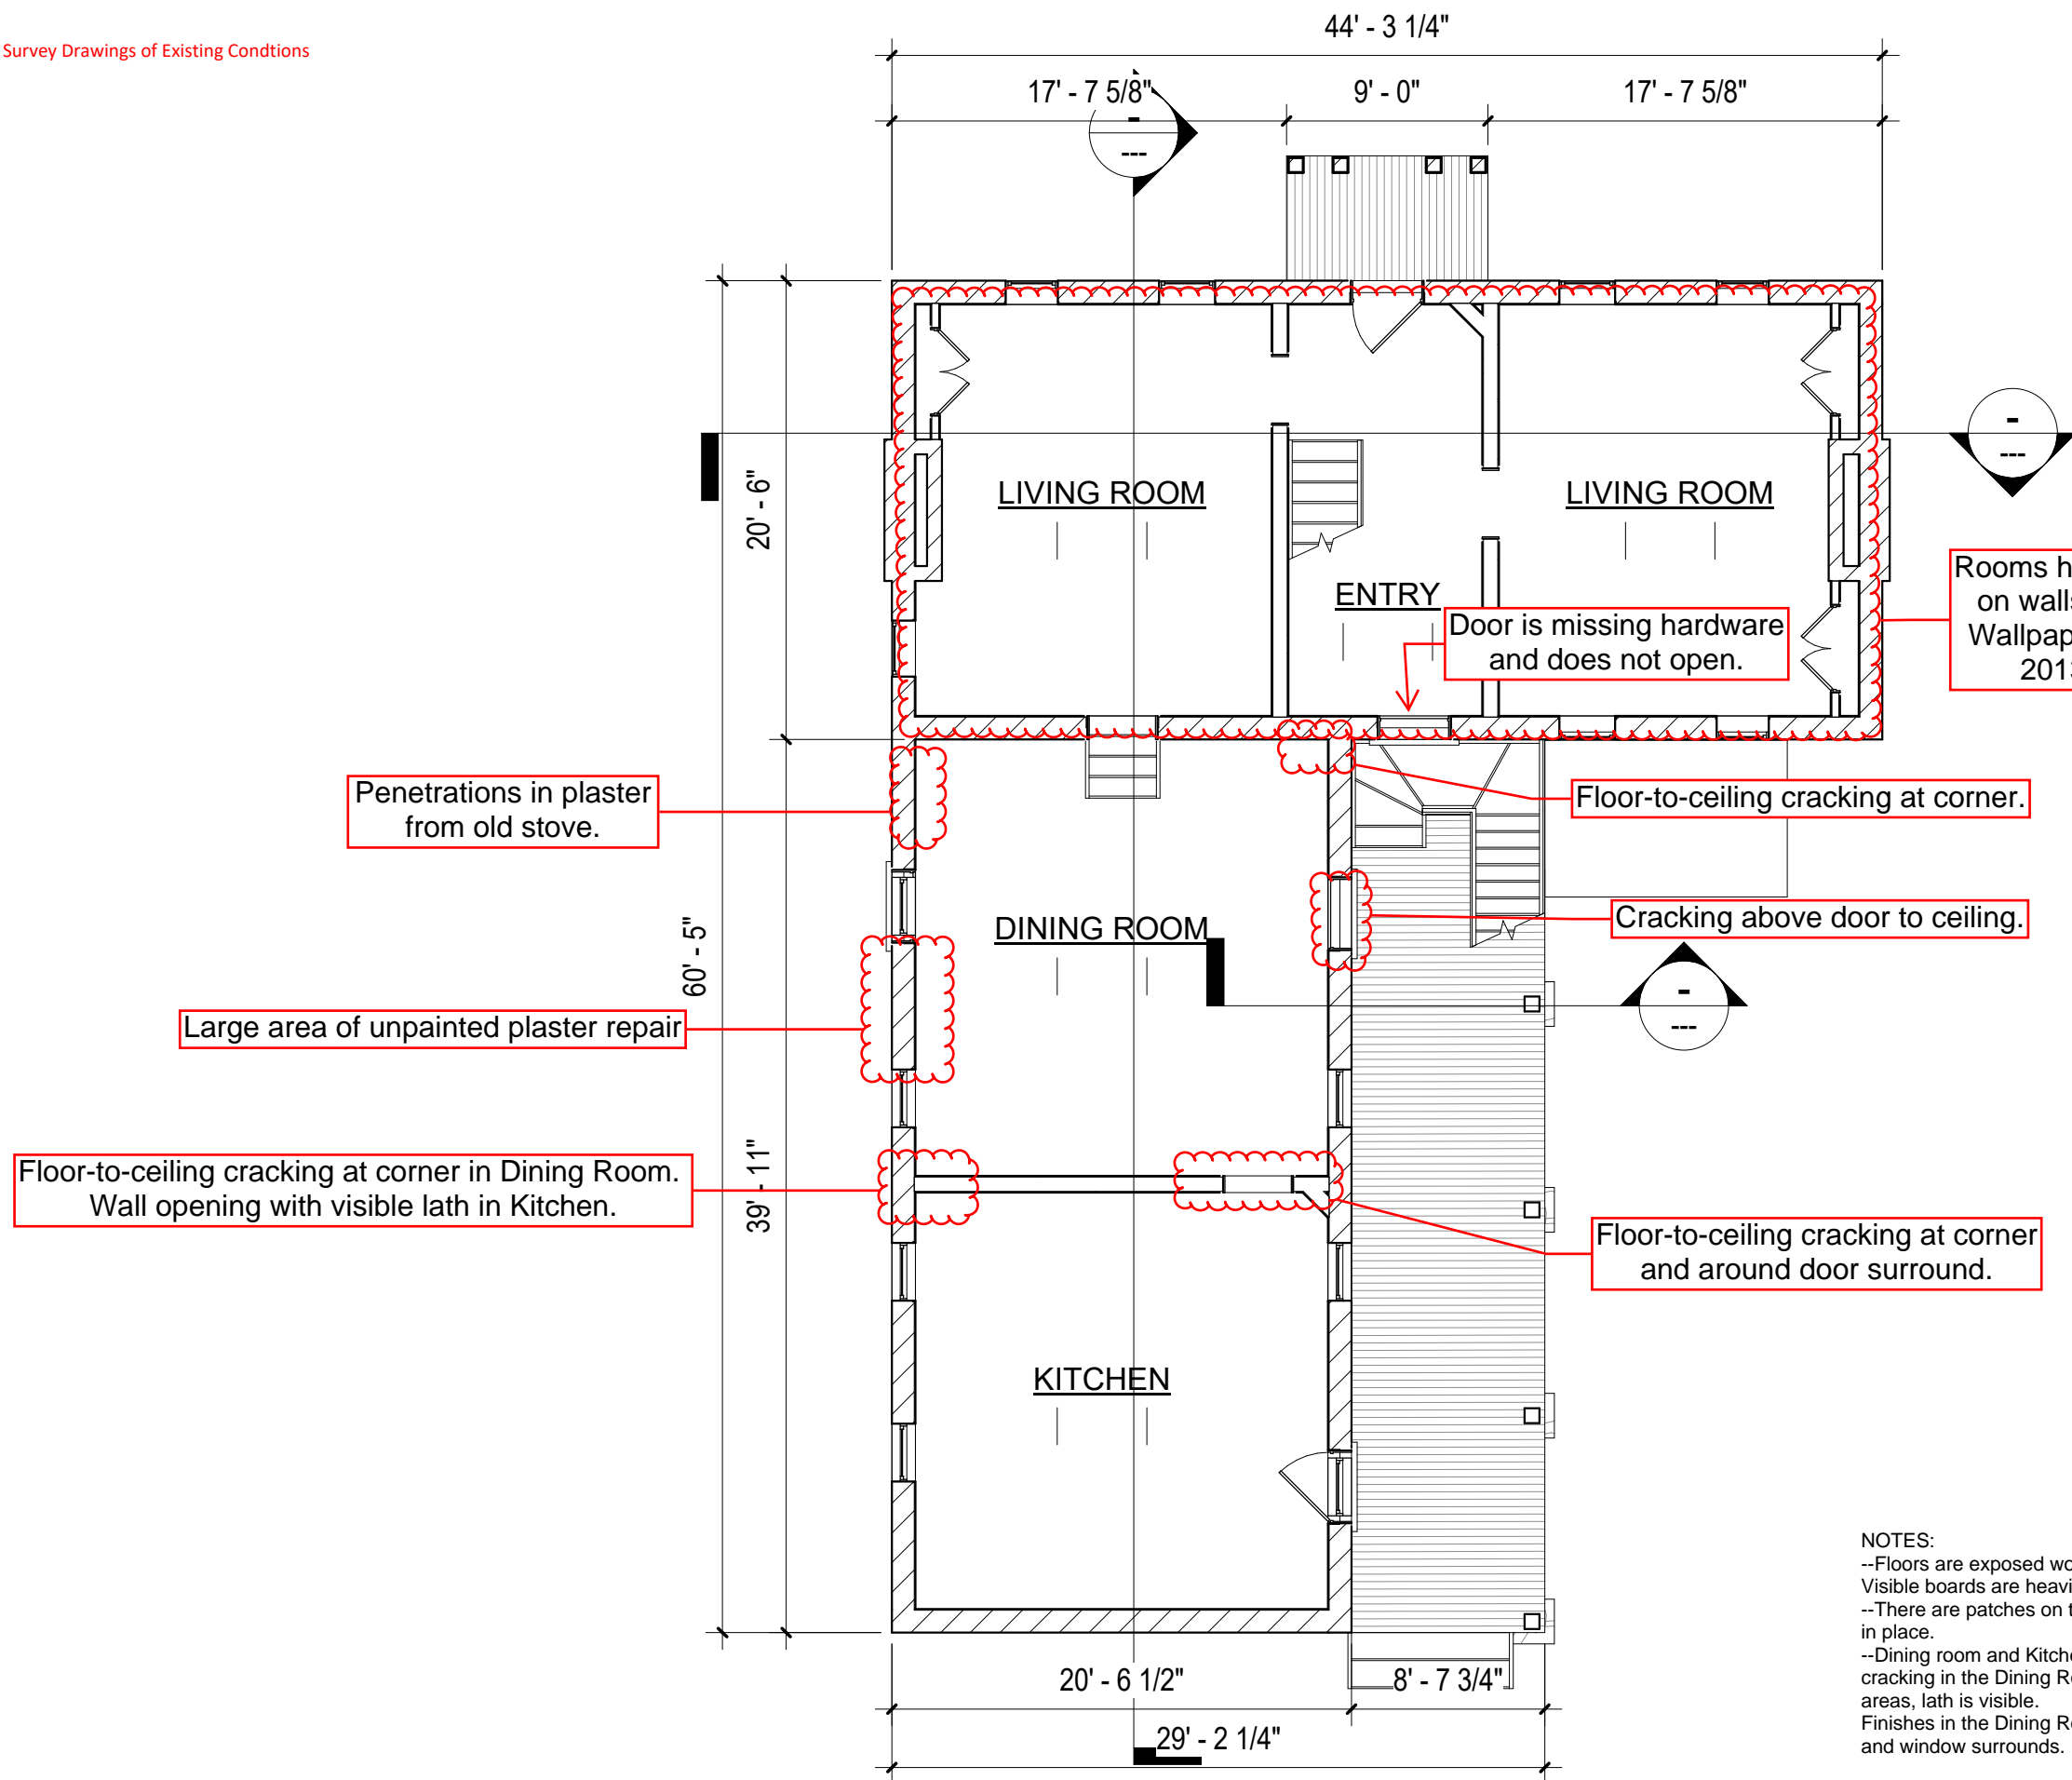 Survey Drawings of Existing Condtions
44' - 3 1/4"
17' - 7 5/8"
9' - 0"
17' - 7 5/8"
-
---
20' - 6"
LIVING ROOM
LIVING ROOM
-
---
ENTRY
Door is missing hardware
and does not open.
Rooms
on
2013
Penetrations in plaster
from old stove.
Floor-to-ceiling cracking at corner.
60' - 5"
DINING ROOM
Cracking above door to ceiling.
-
---
Large area of unpainted plaster repair
39' - 11"
Floor-to-ceiling cracking at corner in Dining Room.
Wall opening with visible lath in Kitchen.
Floor-to-ceiling cracking at corner
and around door surround.
KITCHEN
NOTES:
--Floors are exposed
Visible boards are
--There are patches on
in place.
--Dining room and
cracking in the Dining
areas, lath is visible.
Finishes in the Dining
and window surrounds.
20' - 6 1/2"
8' - 7 3/4"
29' - 2 1/4"